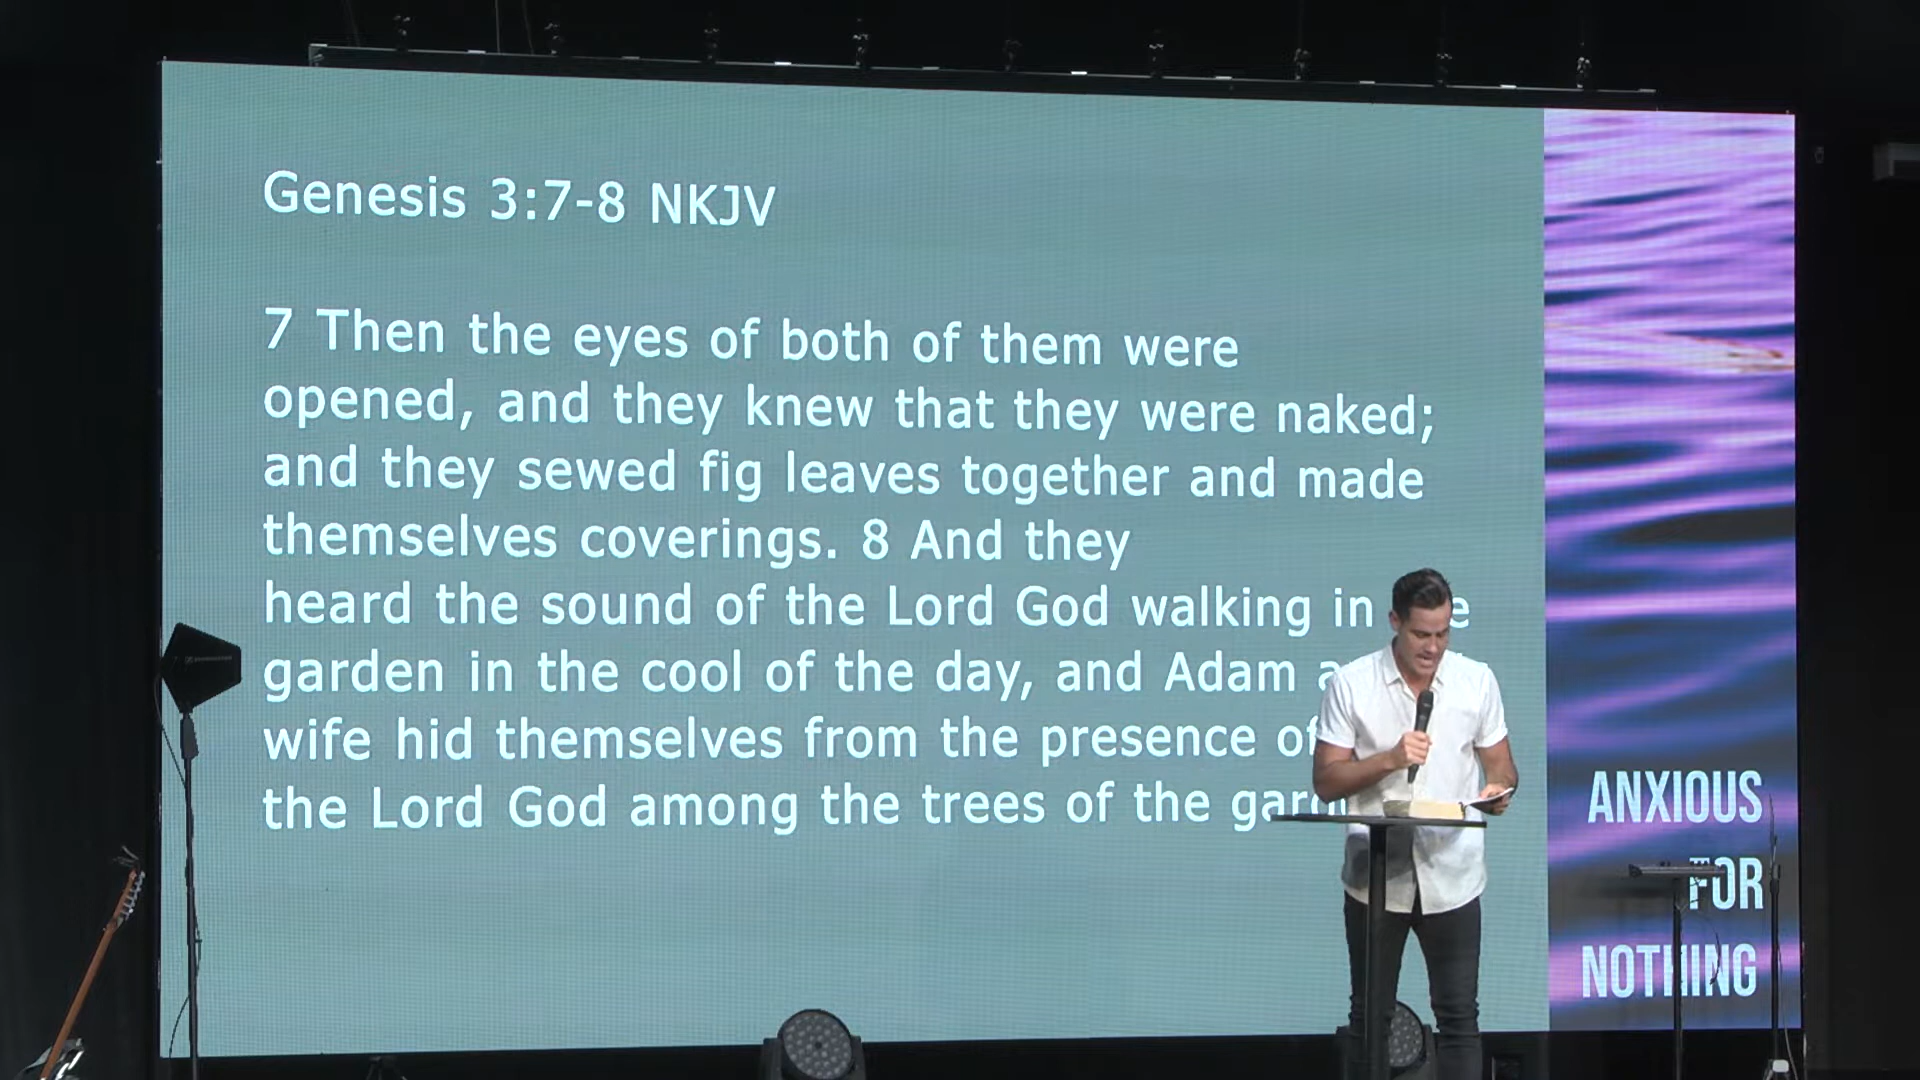 Genesis 3:7-8 NKJV
7 Then the eyes of both of them were
opened, and they knew that they were naked;
and they sewed fig leaves together and made
themselves coverings. 8 And they
heard the sound of the Lord God walking in
garden in the cool of the day, and Adam
wife hid themselves from the presence of
the Lord God among the trees of the
ANXIOUS
FOR
NOTHING